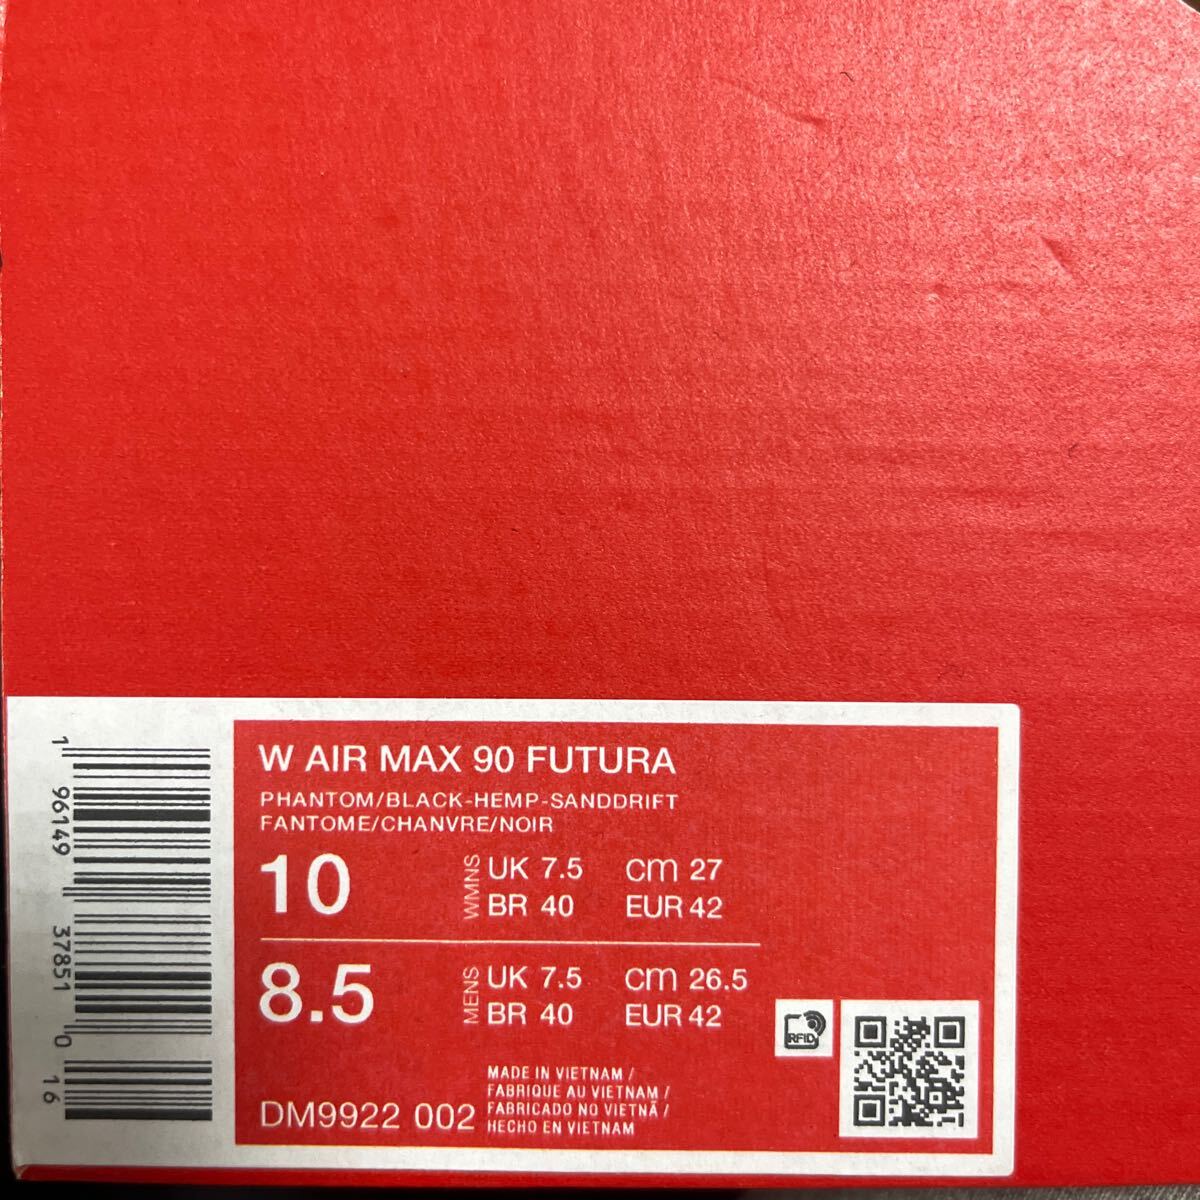 W AIR MAX 90 FUTURA
PHANTOM/BLACK-HEMP-SANDDRIFT
FANTOME/CHANVRE/NOIR
10 WMNS UK 7.5 cm 27
BR 40 EUR 42
8.5 MENS UK 7.5 cm 26.5
BR 40 EUR 42
RFID
MADE IN VIETNAM /
FABRIQUE AU VIETNAM /
FABRICADO NO VIETNÃ /
HECHO EN VIETNAM
DM9922 002
1 96149 37851 0 16